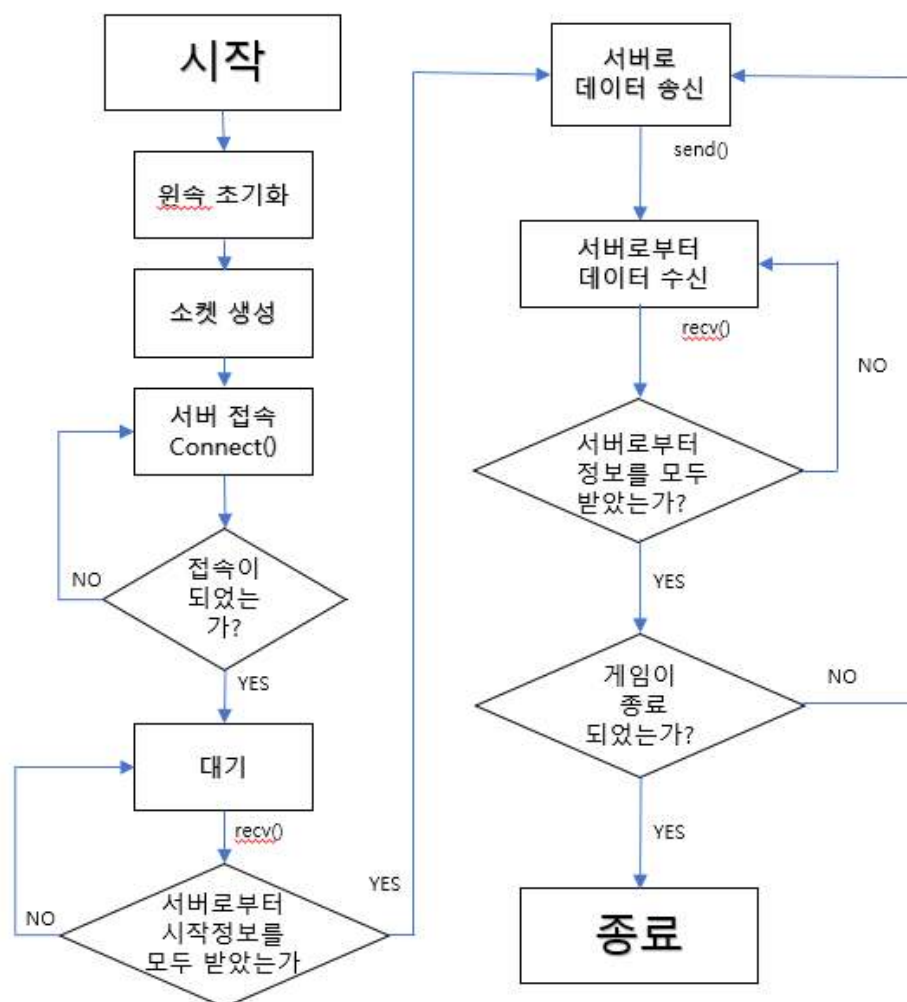 시작
윈속 초기화
소켓 생성
서버 접속
Connect()
접속이
되었는
가?
NO
YES
대기
recv()
서버로부터
시작정보를
모두 받았는가
NO
YES
서버로
데이터 송신
send()
서버로부터
데이터 수신
recv()
NO
서버로부터
정보를 모두
받았는가?
YES
게임이
종료
되었는가?
NO
YES
종료